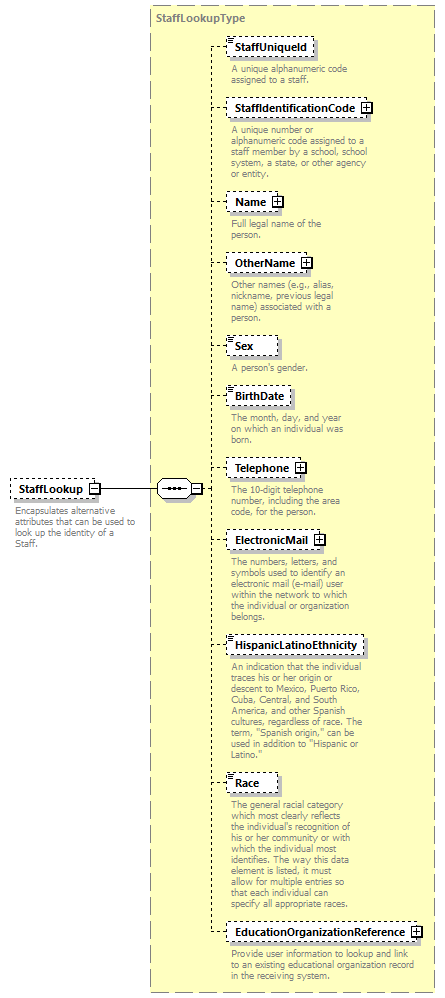 StaffLookupType
StaffUniqueId
A unique alphanumeric code
assigned to a staff.
StaffIdentificationCode
A unique number or
alphanumeric code assigned to a
staff member by a school, school
system, a state, or other agency
or entity.
Name
Full legal name of the
person.
OtherName
Other names (e.g., alias,
nickname, previous legal
name) associated with a
person.
Sex
A person's gender.
BirthDate
The month, day, and year
on which an individual was
born.
Telephone
The 10-digit telephone
number, including the area
code, for the person.
StaffLookup
Encapsulates alternative
attributes that can be used to
look up the identity of a
Staff.
ElectronicMail
The numbers, letters, and
symbols used to identify an
electronic mail (e-mail) user
within the network to which
the individual or organization
belongs.
HispanicLatinoEthnicity
An indication that the individual
traces his or her origin or
descent to Mexico, Puerto Rico,
Cuba, Central, and South
America, and other Spanish
cultures, regardless of race. The
term, "Spanish origin," can be
used in addition to "Hispanic or
Latino."
Race
The general racial category
which most clearly reflects
the individual's recognition of
his or her community or with
which the individual most
identifies. The way this data
element is listed, it must
allow for multiple entries so
that each individual can
specify all appropriate races.
EducationOrganizationReference
Provide user information to lookup and link
to an existing educational organization record
in the receiving system.